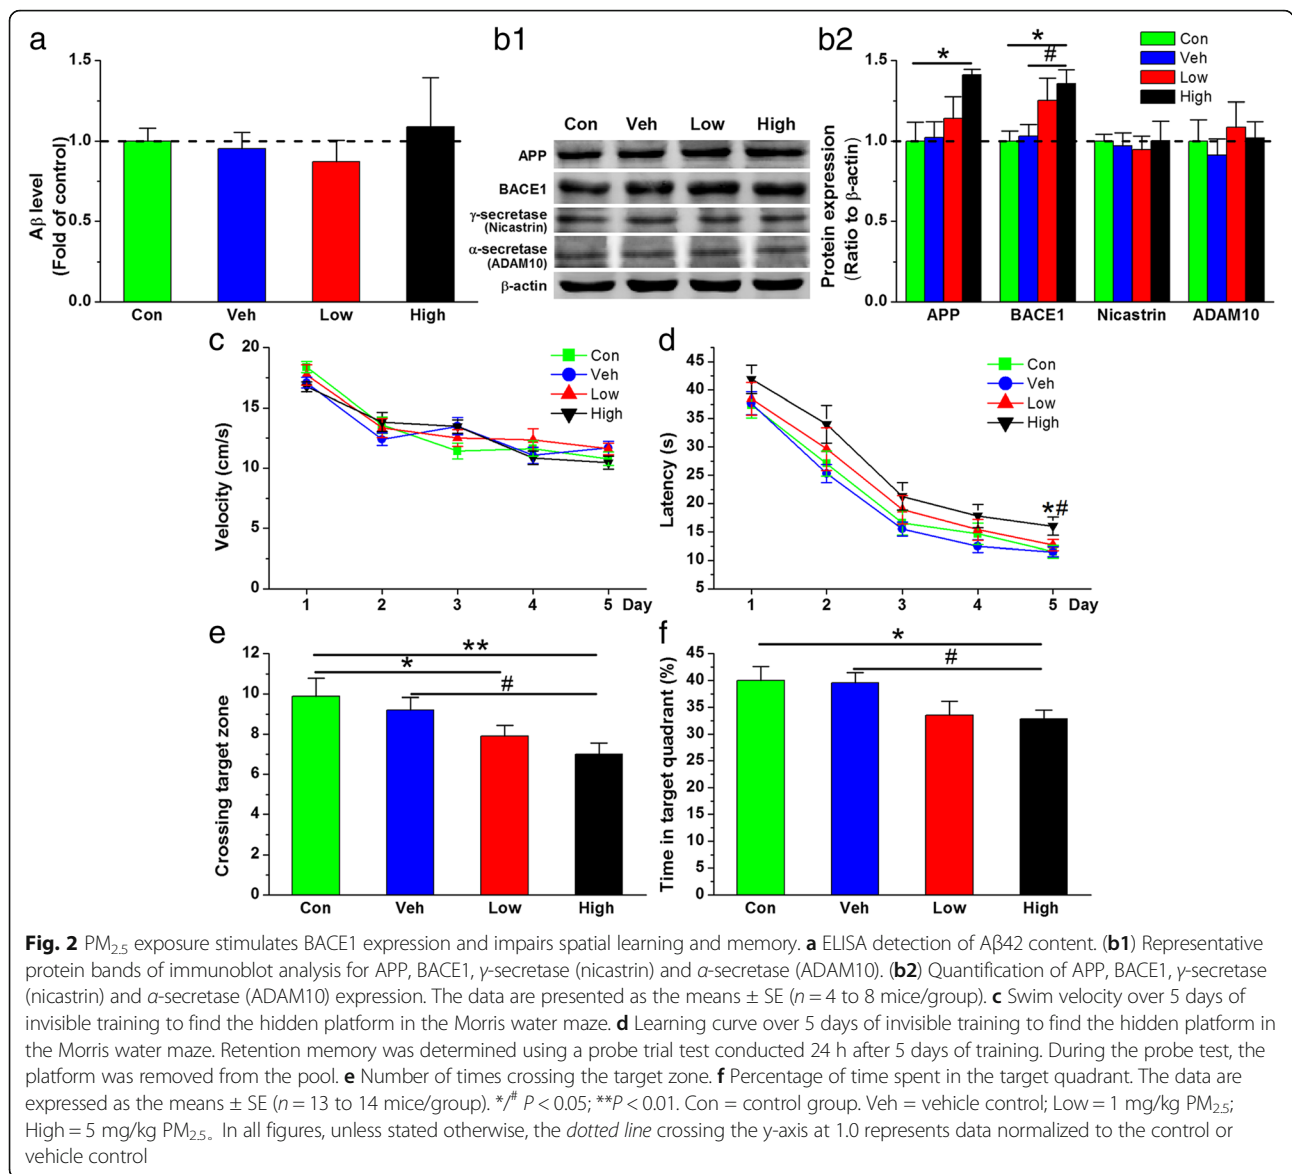 a
1.5
1.0
0.5
0.0
Aβ level
(Fold of control)
Con Veh Low High
b1
Con Veh Low High
APP
BACE1
γ-secretase
(Nicastrin)
α-secretase
(ADAM10)
β-actin
b2
1.5
1.0
0.5
0.0
Protein expression
(Ratio to β-actin)
* * #
Con
Veh
Low
High
APP BACE1 Nicastrin ADAM10
c
15
10
5
0
Velocity (cm/s)
Con
Veh
Low
High
1 2 3 4 5 Day
d
45
40
35
30
25
20
15
10
5
Latency (s)
Con
Veh
Low
High
*#
1 2 3 4 5 Day
e
12
10
8
6
4
2
0
Crossing target zone
**
*
#
Con Veh Low High
f
45
40
35
30
25
20
15
10
5
0
Time in target quadrant (%)
*
#
Con Veh Low High
Fig. 2 PM2.5 exposure stimulates BACE1 expression and impairs spatial learning and memory. a ELISA detection of Aβ42 content. (b1) Representative
protein bands of immunoblot analysis for APP, BACE1, γ-secretase (nicastrin) and α-secretase (ADAM10). (b2) Quantification of APP, BACE1, γ-secretase
(nicastrin) and α-secretase (ADAM10) expression. The data are presented as the means ± SE (n = 4 to 8 mice/group). c Swim velocity over 5 days of
invisible training to find the hidden platform in the Morris water maze. d Learning curve over 5 days of invisible training to find the hidden platform in
the Morris water maze. Retention memory was determined using a probe trial test conducted 24 h after 5 days of training. During the probe test, the
platform was removed from the pool. e Number of times crossing the target zone. f Percentage of time spent in the target quadrant. The data are
expressed as the means ± SE (n = 13 to 14 mice/group). */# P < 0.05; **P < 0.01. Con = control group. Veh = vehicle control; Low = 1 mg/kg PM2.5;
High = 5 mg/kg PM2.5. In all figures, unless stated otherwise, the dotted line crossing the y-axis at 1.0 represents data normalized to the control or
vehicle control